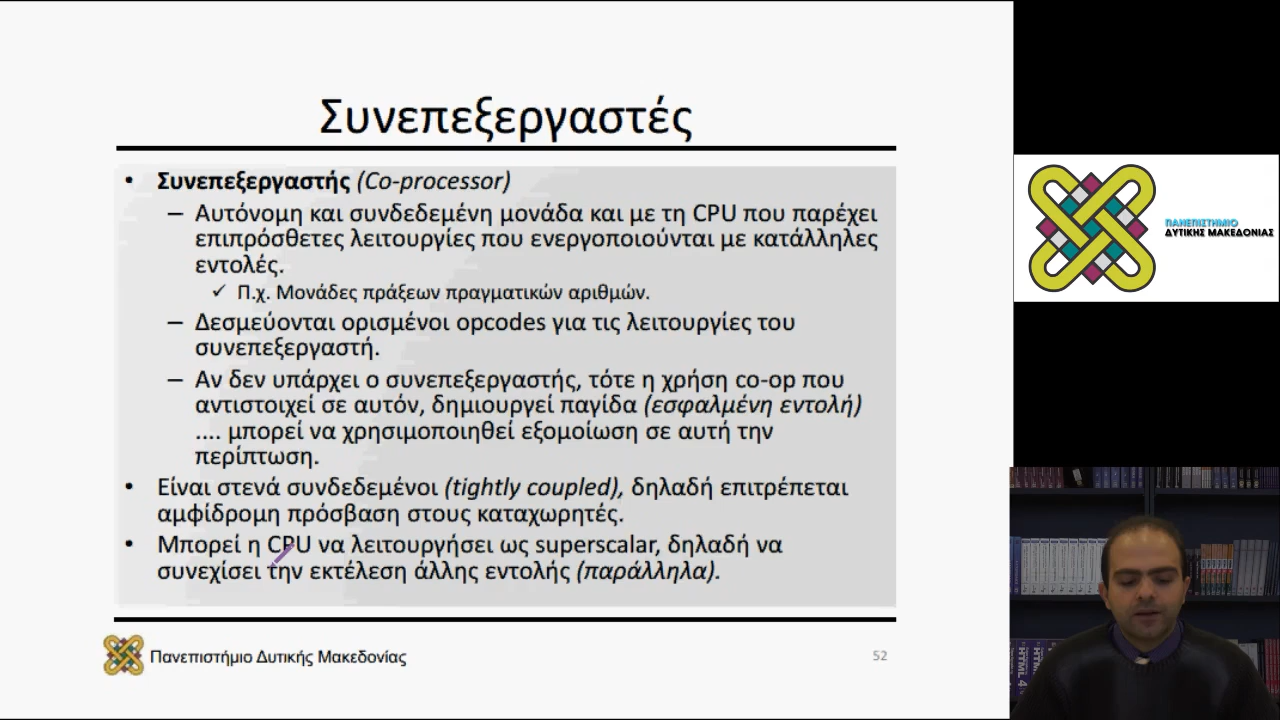 Συνεπεξεργαστές
• Συνεπεξεργαστής (Co-processor)
– Αυτόνομη και συνδεδεμένη μονάδα και με τη CPU που παρέχει
επιπρόσθετες λειτουργίες που ενεργοποιούνται με κατάλληλες
εντολές.
✓ Π.χ. Μονάδες πράξεων πραγματικών αριθμών.
– Δεσμεύονται ορισμένοι opcodes για τις λειτουργίες του
συνεπεξεργαστή.
– Αν δεν υπάρχει ο συνεπεξεργαστής, τότε η χρήση co-op που
αντιστοιχεί σε αυτόν, δημιουργεί παγίδα (εσφαλμένη εντολή)
.... μπορεί να χρησιμοποιηθεί εξομοίωση σε αυτή την
περίπτωση.
• Είναι στενά συνδεδεμένοι (tightly coupled), δηλαδή επιτρέπεται
αμφίδρομη πρόσβαση στους καταχωρητές.
• Μπορεί η CPU να λειτουργήσει ως superscalar, δηλαδή να
συνεχίσει την εκτέλεση άλλης εντολής (παράλληλα).
Πανεπιστήμιο Δυτικής Μακεδονίας
52
ΠΑΝΕΠΙΣΤΗΜΙΟ
ΔΥΤΙΚΗΣ ΜΑΚΕΔΟΝΙΑΣ
HTML 4